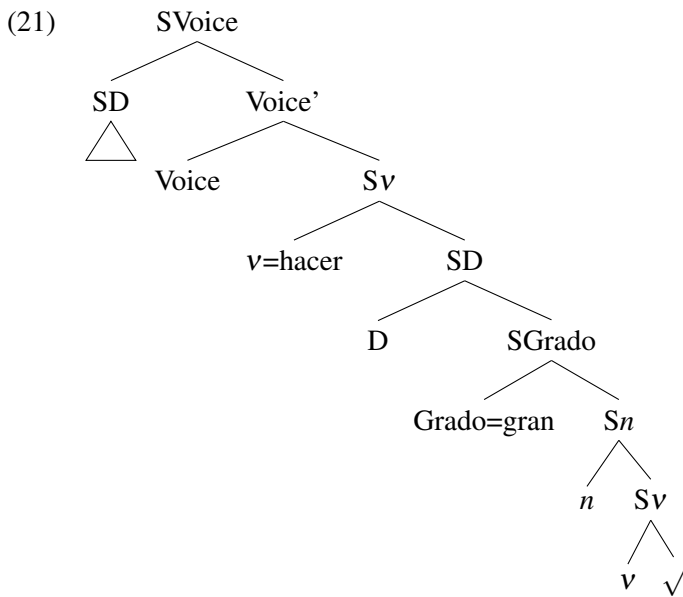 (21) SVoice
SD Voice’
Voice Sv
v=hacer SD
D SGrado
Grado=gran Sn
n Sv
v √